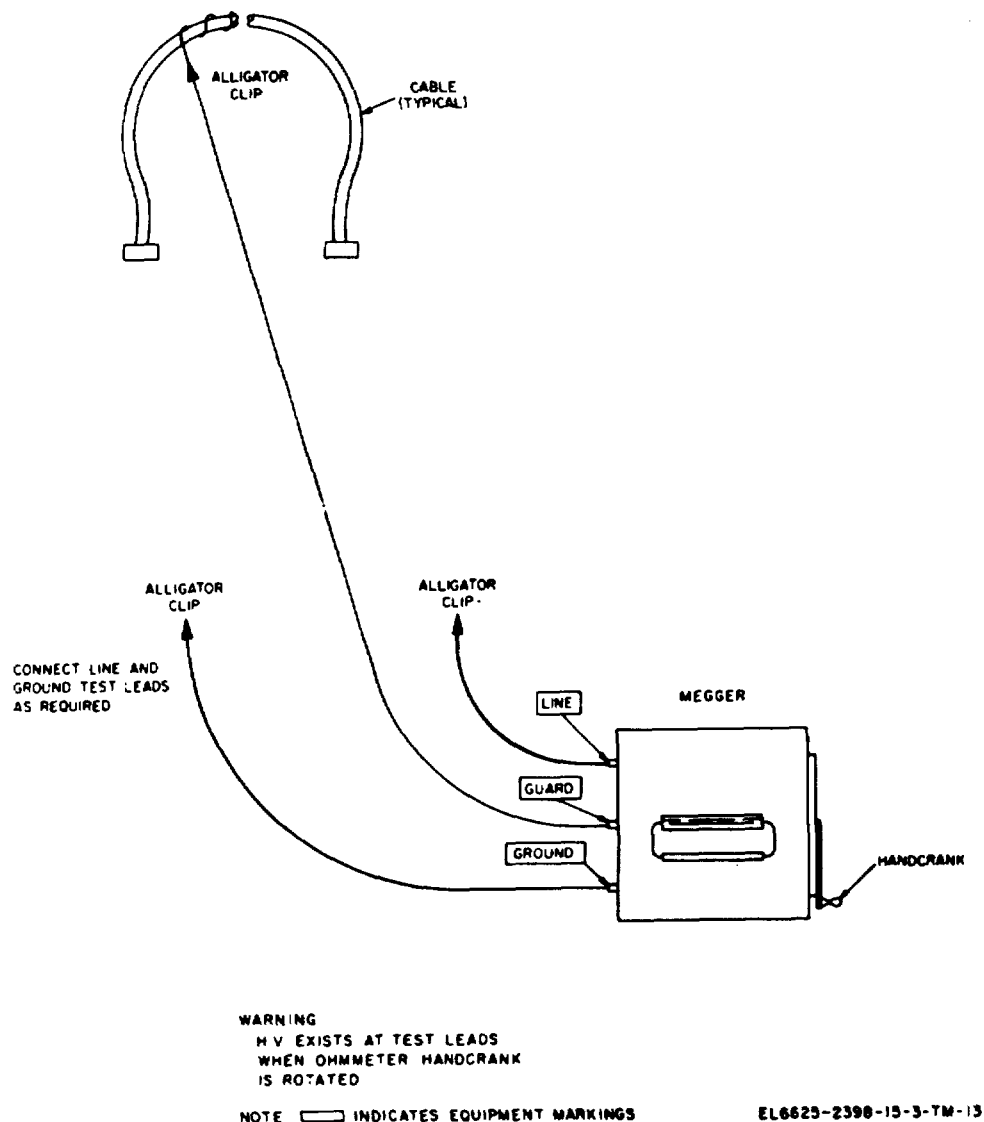 ALLIGATOR
CLIP
CABLE
(TYPICAL)
ALLIGATOR
CLIP
ALLIGATOR
CLIP-
CONNECT LINE AND
GROUND TEST LEADS
AS REQUIRED
LINE
MEGGER
GUARD
GROUND
HANDCRANK
WARNING
H V EXISTS AT TEST LEADS
WHEN OHMMETER HANDCRANK
IS ROTATED
NOTE INDICATES EQUIPMENT MARKINGS
EL6625-2398-15-3-TM-13